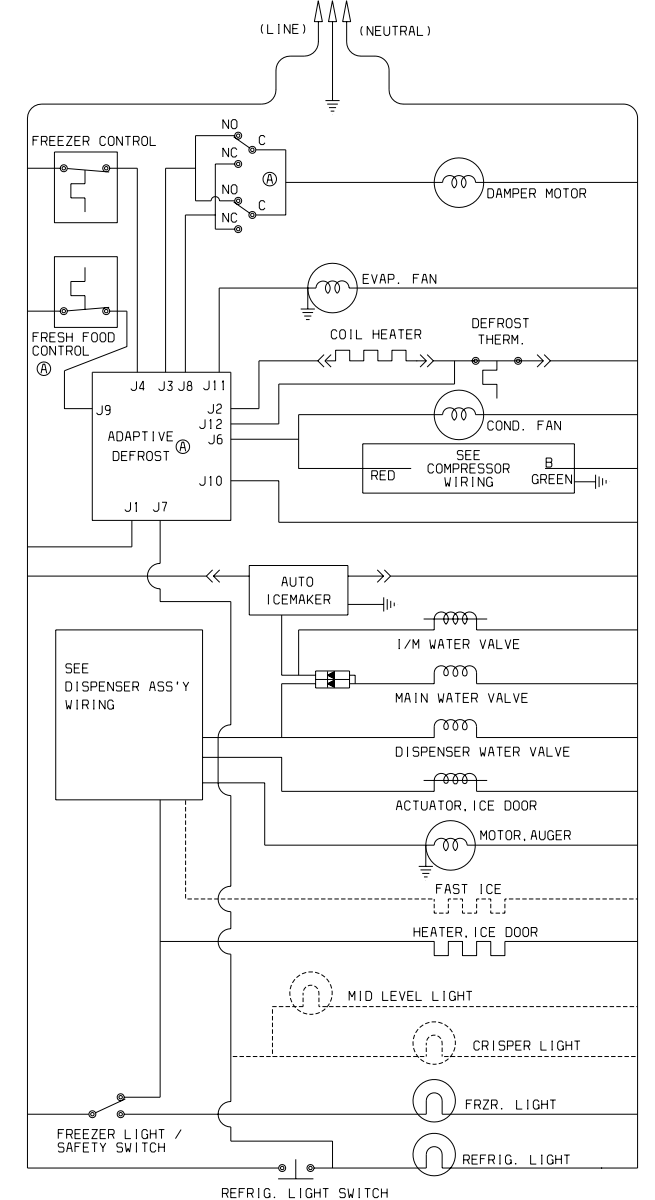 (LINE)
(NEUTRAL)
NO
FREEZER CONTROL
C
NC
A
DAMPER MOTOR
NO
C
NC
EVAP. FAN
FRESH FOOD
CONTROL
A
COIL HEATER
DEFROST
THERM.
J4 J3 J8 J11
J9
J2
J12
J6
J10
ADAPTIVE
DEFROST
A
J1 J7
COND. FAN
SEE
COMPRESSOR
WIRING
RED
B
GREEN
AUTO
ICEMAKER
I/M WATER VALVE
SEE
DISPENSER ASS'Y
WIRING
MAIN WATER VALVE
DISPENSER WATER VALVE
ACTUATOR, ICE DOOR
MOTOR, AUGER
FAST ICE
HEATER, ICE DOOR
MID LEVEL LIGHT
CRISPER LIGHT
FRZR. LIGHT
FREEZER LIGHT /
SAFETY SWITCH
REFRIG. LIGHT
REFRIG. LIGHT SWITCH